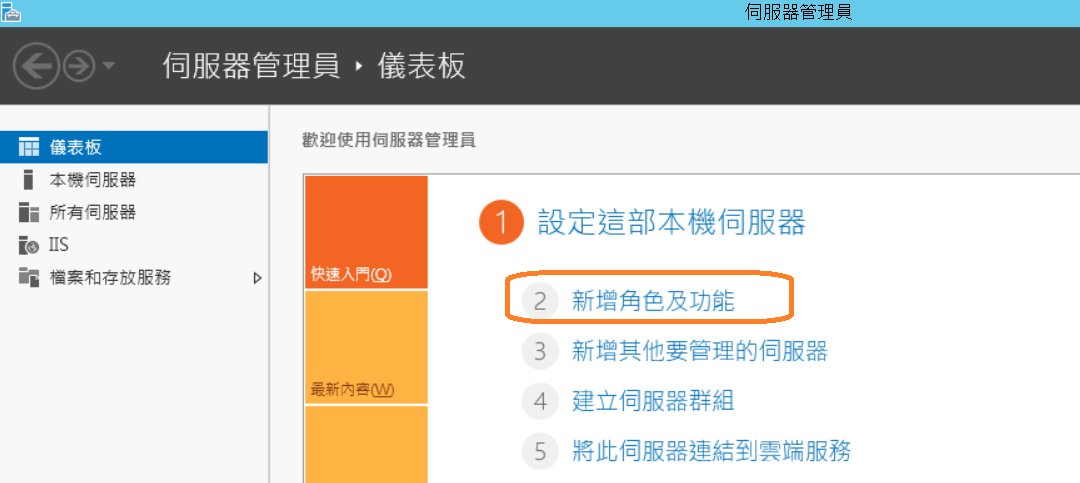 伺服器管理員
伺服器管理員 ‣ 儀表板
儀表板
本機伺服器
所有伺服器
IIS
檔案和存放服務
歡迎使用伺服器管理員
快速入門(Q)
最新內容(W)
1 設定這部本機伺服器
2 新增角色及功能
3 新增其他要管理的伺服器
4 建立伺服器群組
5 將此伺服器連結到雲端服務